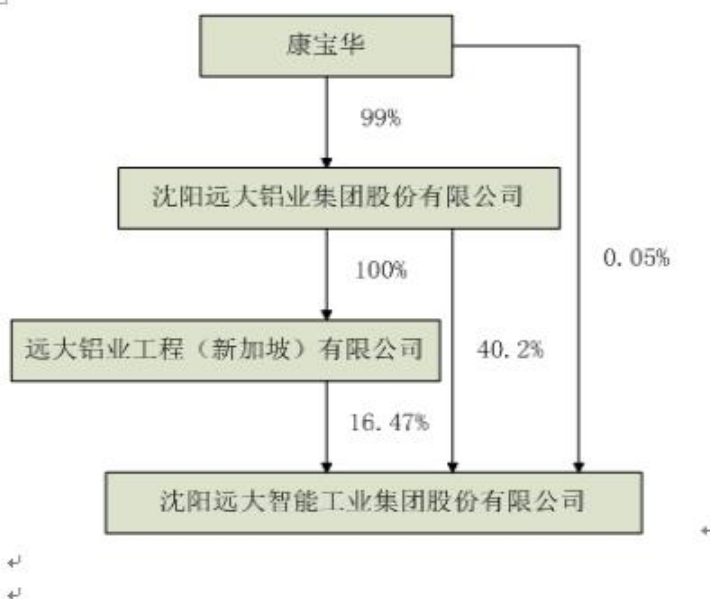 康宝华
99%
沈阳远大铝业集团股份有限公司
100%
0.05%
远大铝业工程（新加坡）有限公司
40.2%
16.47%
沈阳远大智能工业集团股份有限公司